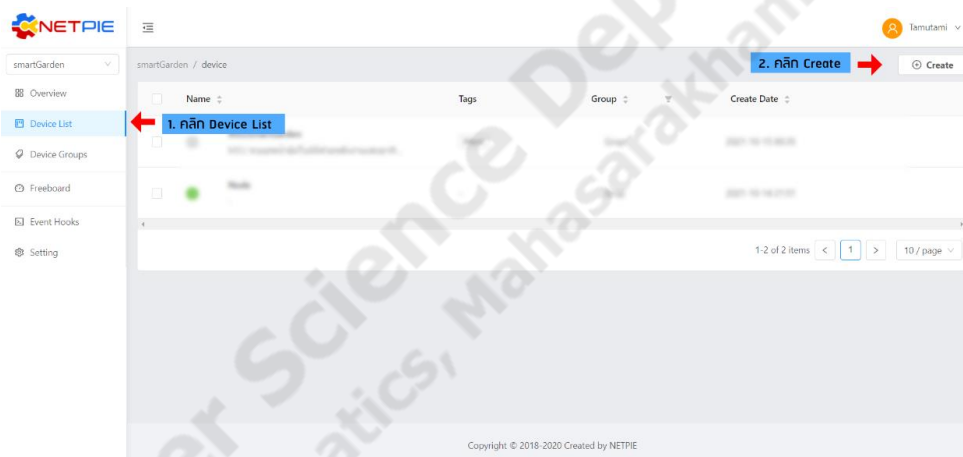 NETPIE
Tamutami
smartGarden
smartGarden / device
2. คลิก Create
Create
Overview
Name
Tags
Group
Create Date
Device List
1. คลิก Device List
Device Groups
Freeboard
Event Hooks
Setting
1-2 of 2 items
1
10 / page
Copyright © 2018-2020 Created by NETPIE